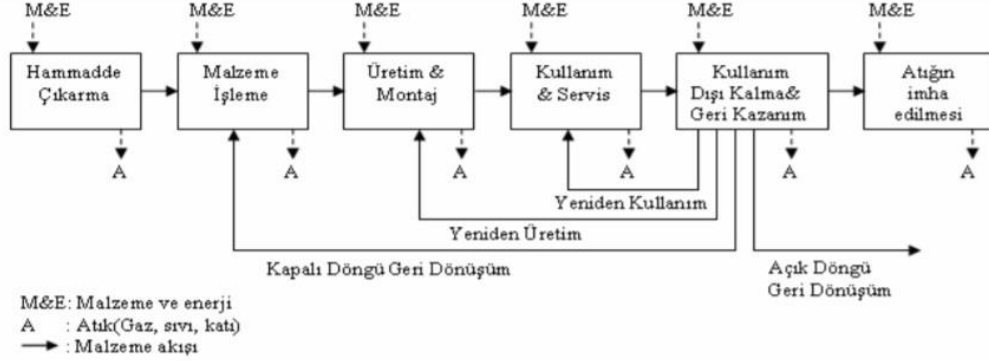 M&E M&E M&E M&E M&E M&E
Hammadde
Çıkarma
Malzeme
İşleme
Üretim &
Montaj
Kullanım
& Servis
Kullanım
Dışı Kalma&
Geri Kazanım
Atığın
imha
edilmesi
A A A A A A
Yeniden Kullanım
Yeniden Üretim
Kapalı Döngü Geri Dönüşüm
Açık Döngü
Geri Dönüşüm
M&E: Malzeme ve enerji
A : Atık(Gaz, sıvı, katı)
: Malzeme akışı